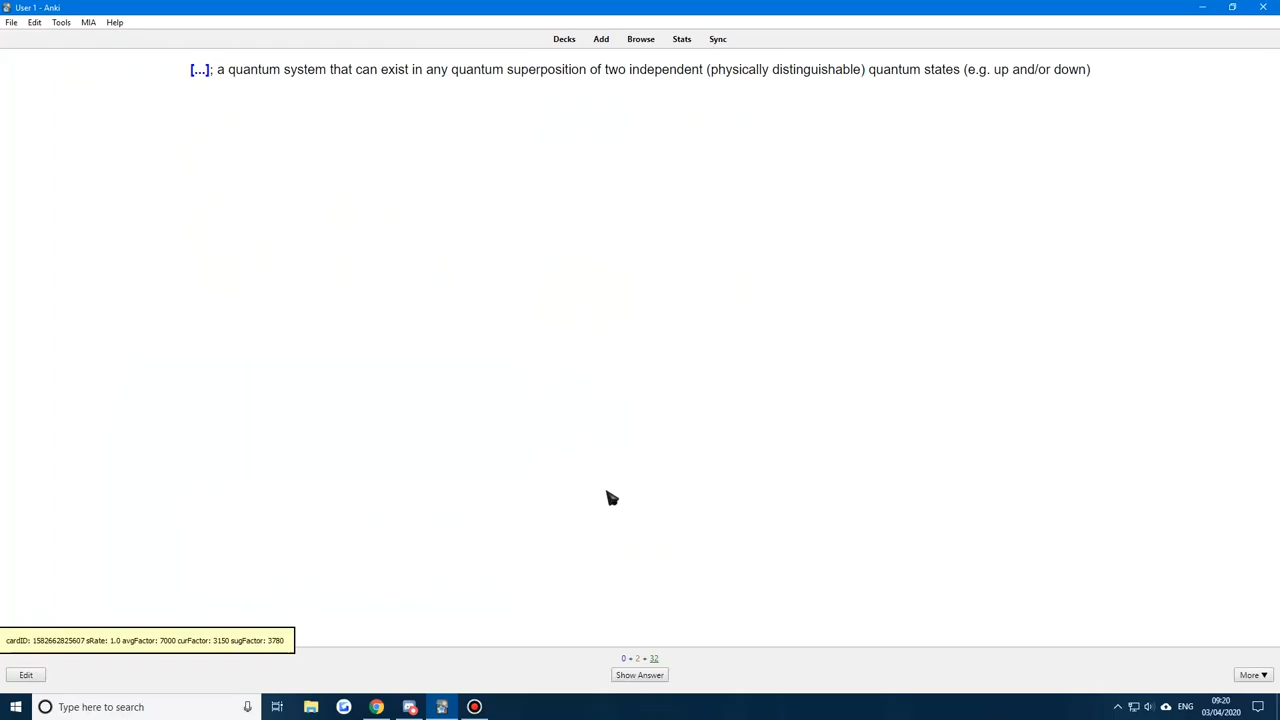 User 1 - Anki
File Edit Tools MIA Help
Decks Add Browse Stats Sync
[...]; a quantum system that can exist in any quantum superposition of two independent (physically distinguishable) quantum states (e.g. up and/or down)
cardID: 1582662825607 sRate: 1.0 avgFactor: 7000 curFactor: 3150 sugFactor: 3780
0 + 2 + 32
Edit Show Answer More ▼
Type here to search ENG 09:20
03/04/2020